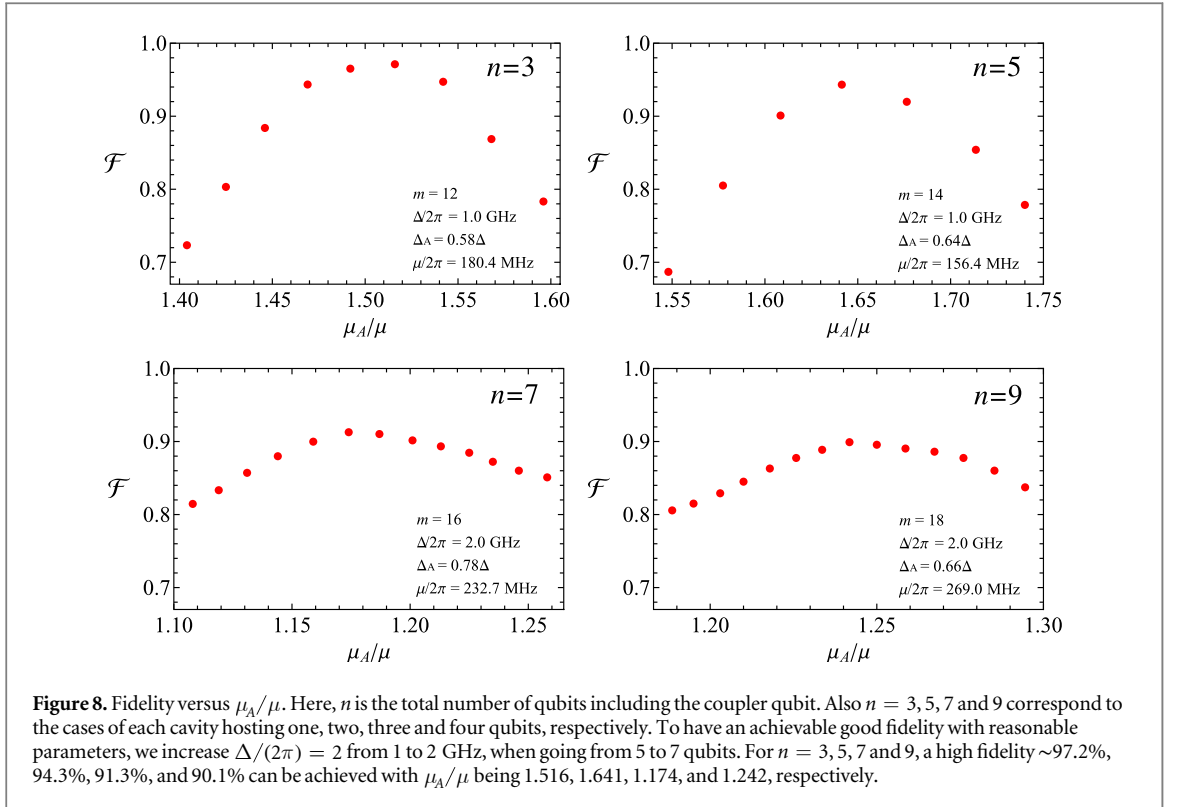 1.0
0.9
0.8
0.7
ℱ
n=3
m = 12
Δ/2π = 1.0 GHz
ΔA = 0.58Δ
μ/2π = 180.4 MHz
1.40 1.45 1.50 1.55 1.60
μA/μ
1.0
0.9
0.8
0.7
ℱ
n=5
m = 14
Δ/2π = 1.0 GHz
ΔA = 0.64Δ
μ/2π = 156.4 MHz
1.55 1.60 1.65 1.70 1.75
μA/μ
1.0
0.9
0.8
0.7
ℱ
n=7
m = 16
Δ/2π = 2.0 GHz
ΔA = 0.78Δ
μ/2π = 232.7 MHz
1.10 1.15 1.20 1.25
μA/μ
1.0
0.9
0.8
0.7
ℱ
n=9
m = 18
Δ/2π = 2.0 GHz
ΔA = 0.66Δ
μ/2π = 269.0 MHz
1.20 1.25 1.30
μA/μ
Figure 8. Fidelity versus μA/μ. Here, n is the total number of qubits including the coupler qubit. Also n = 3, 5, 7 and 9 correspond to
the cases of each cavity hosting one, two, three and four qubits, respectively. To have an achievable good fidelity with reasonable
parameters, we increase Δ/(2π) = 2 from 1 to 2 GHz, when going from 5 to 7 qubits. For n = 3, 5, 7 and 9, a high fidelity ~97.2%,
94.3%, 91.3%, and 90.1% can be achieved with μA/μ being 1.516, 1.641, 1.174, and 1.242, respectively.